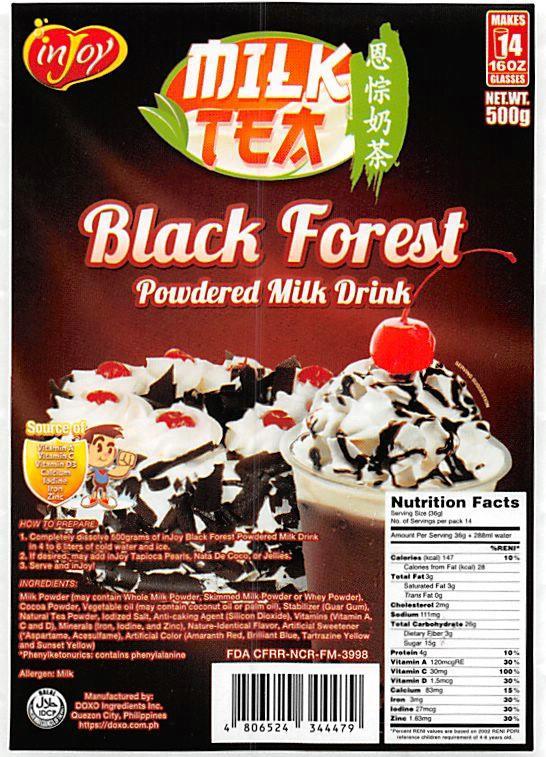 inJoy
MAKES
14
16OZ
GLASSES
NET.WT.
500g
MILK
TEA
恩惊奶茶
Black Forest
Powdered Milk Drink
SERVING SUGGESTION
Source of
Vitamin A
Vitamin C
Vitamin D3
Calcium
Iodine
Iron
Zinc
HOW TO PREPARE
1. Completely dissolve 500grams of inJoy Black Forest Powdered Milk Drink
in 4 to 6 liters of cold water and ice.
2. If desired, may add inJoy Tapioca Pearls, Nata De Coco, or Jellies.
3. Serve and inJoy!
INGREDIENTS:
Milk Powder (may contain Whole Milk Powder, Skimmed Milk Powder or Whey Powder),
Cocoa Powder, Vegetable oil (may contain coconut oil or palm oil), Stabilizer (Guar Gum),
Natural Tea Powder, Iodized Salt, Anti-caking Agent (Silicon Dioxide), Vitamins (Vitamin A,
C and D), Minerals (Iron, Iodine, and Zinc), Nature-Identical Flavor, Artificial Sweetener
(*Aspartame, Acesulfame), Artificial Color (Amaranth Red, Brilliant Blue, Tartrazine Yellow
and Sunset Yellow)
*Phenylketonurics: contains phenylalanine
FDA CFRR-NCR-FM-3998
Allergen: Milk
HALAL
IDCP
Manufactured by:
DOXO Ingredients Inc.
Quezon City, Philippines
https://doxo.com.ph
4 806524 344479
Nutrition Facts
Serving Size (36g)
No. of Servings per pack 14
Amount Per Serving 36g + 288ml water
%RENI*
Calories (kcal) 147 10%
Calories from Fat (kcal) 28
Total Fat 3g
Saturated Fat 3g
Trans Fat 0g
Cholesterol 2mg
Sodium 111mg
Total Carbohydrate 26g
Dietary Fiber 3g
Sugar 15g
Protein 4g 10%
Vitamin A 120mcgRE 30%
Vitamin C 30mg 100%
Vitamin D 1.5mcg 30%
Calcium 83mg 15%
Iron 3mg 30%
Iodine 27mcg 30%
Zinc 1.63mg 30%
*Percent RENI values are based on 2002 RENI PDRI
reference children requirement of 4-6 years old.